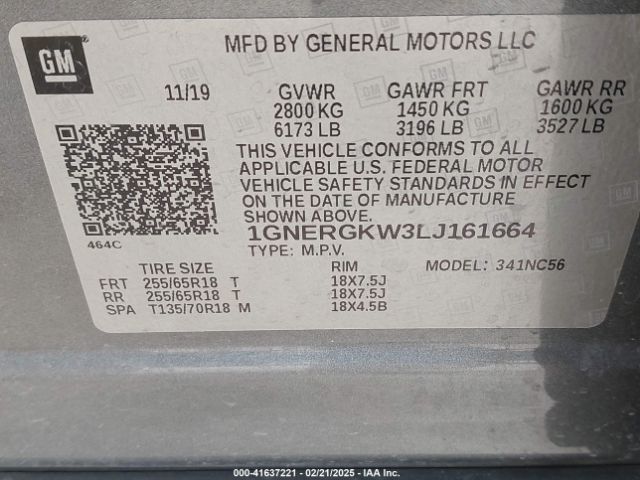 GM
MFD BY GENERAL MOTORS LLC
11/19 GVWR GAWR FRT GAWR RR
2800 KG 1450 KG 1600 KG
6173 LB 3196 LB 3527 LB
THIS VEHICLE CONFORMS TO ALL
APPLICABLE U.S. FEDERAL MOTOR
VEHICLE SAFETY STANDARDS IN EFFECT
ON THE DATE OF MANUFACTURE
SHOWN ABOVE.
464C
1GNERGKW3LJ161664
TYPE: M.P.V. MODEL: 341NC56
TIRE SIZE RIM
FRT 255/65R18 T 18X7.5J
RR 255/65R18 T 18X7.5J
SPA T135/70R18 M 18X4.5B
000-41637221 - 02/21/2025 - IAA Inc.